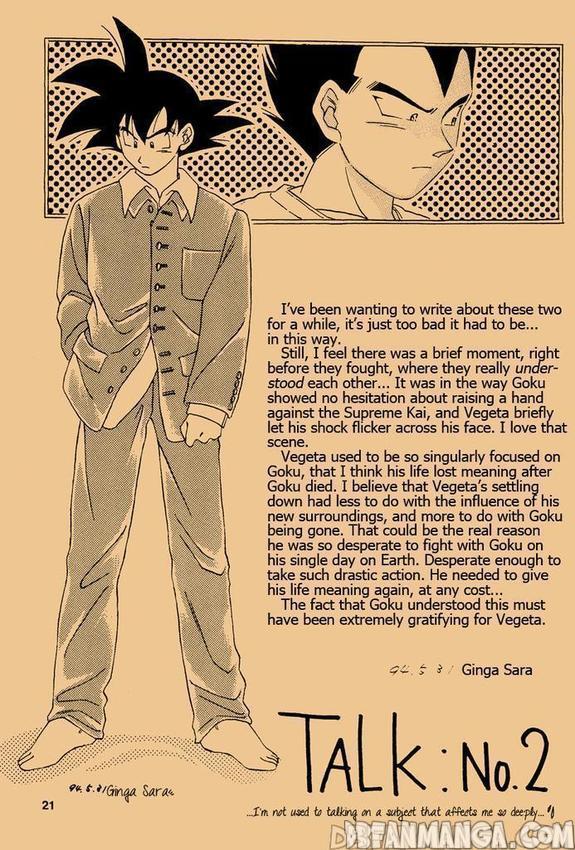 I've been wanting to write about these two
for a while, it's just too bad it had to be...
in this way.
Still, I feel there was a brief moment, right
before they fought, where they really under-
stood each other... It was in the way Goku
showed no hesitation about raising a hand
against the Supreme Kai, and Vegeta briefly
let his shock flicker across his face. I love that
scene.
Vegeta used to be so singularly focused on
Goku, that I think his life lost meaning after
Goku died. I believe that Vegeta's settling
down had less to do with the influence of his
new surroundings, and more to do with Goku
being gone. That could be the real reason
he was so desperate to fight with Goku on
his single day on Earth. Desperate enough to
take such drastic action. He needed to give
his life meaning again, at any cost...
The fact that Goku understood this must
have been extremely gratifying for Vegeta.
94.5.31 Ginga Sara
TALK: No.2
...I'm not used to talking on a subject that affects me so deeply...
94.5.31 Ginga Sara
21
DBFANMANGA.COM